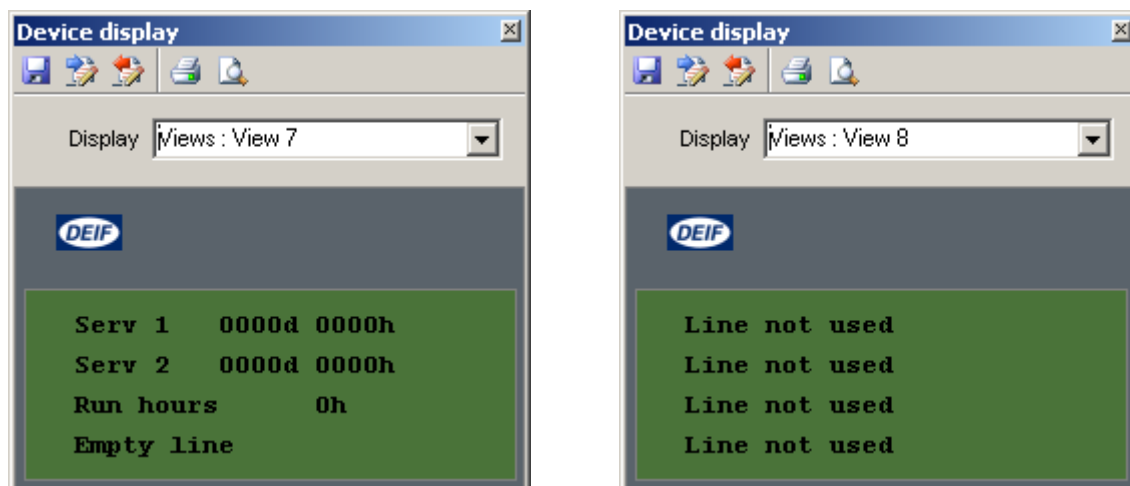 Device display
Display Views : View 7
DEIF
Serv 1 0000d 0000h
Serv 2 0000d 0000h
Run hours 0h
Empty line
Device display
Display Views : View 8
DEIF
Line not used
Line not used
Line not used
Line not used